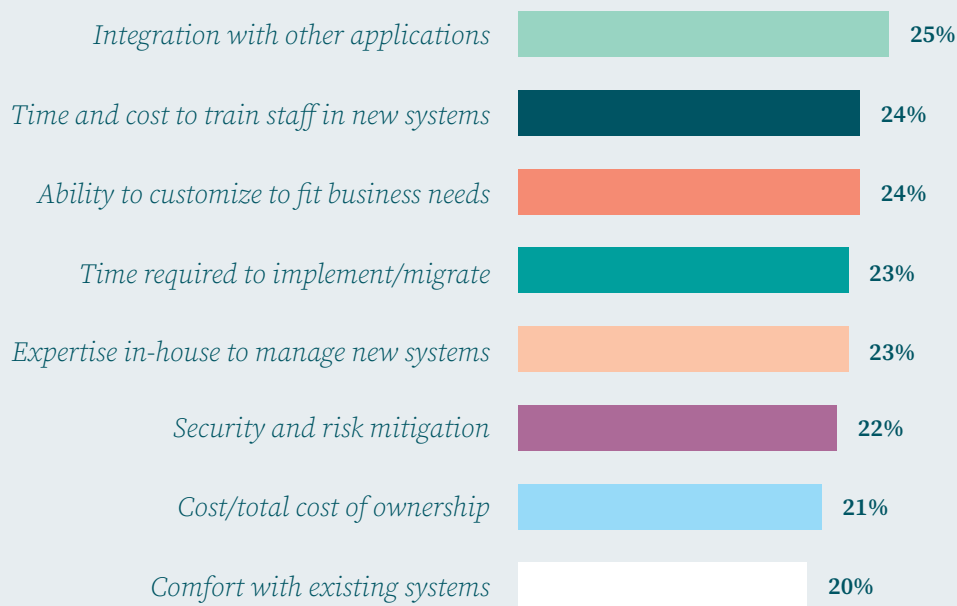 Integration with other applications 25%
Time and cost to train staff in new systems 24%
Ability to customize to fit business needs 24%
Time required to implement/migrate 23%
Expertise in-house to manage new systems 23%
Security and risk mitigation 22%
Cost/total cost of ownership 21%
Comfort with existing systems 20%